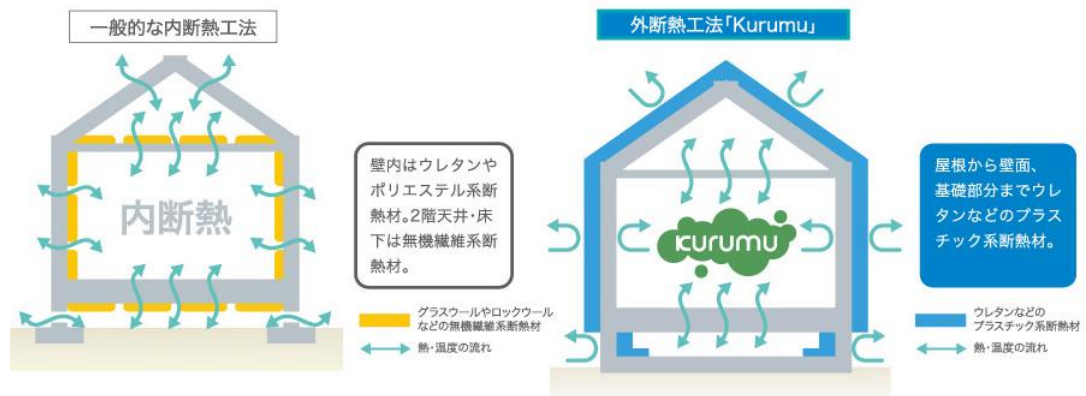 一般的な内断熱工法
内断熱
壁内はウレタンや
ポリエステル系断
熱材。2階天井・床
下は無機繊維系断
熱材。
グラスウールやロックウール
などの無機繊維系断熱材
熱・温度の流れ
外断熱工法「Kurumu」
kurumu
屋根から壁面、
基礎部分までウレ
タンなどのプラス
チック系断熱材。
ウレタンなどの
プラスチック系断熱材
熱・温度の流れ